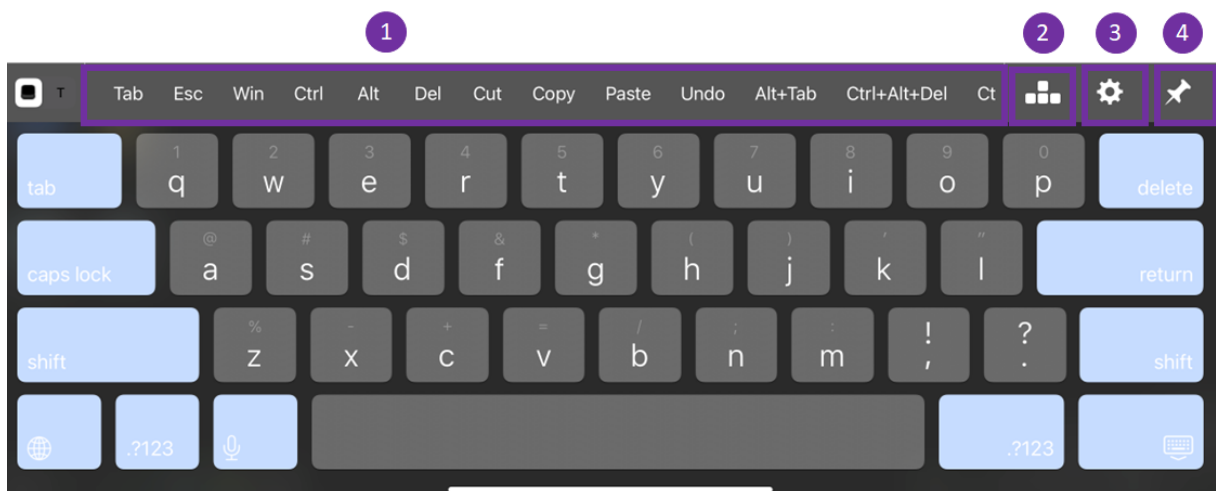 1 2 3 4
T Tab Esc Win Ctrl Alt Del Cut Copy Paste Undo Alt+Tab Ctrl+Alt+Del Ct
1 2 3 4 5 6 7 8 9 0
tab q w e r t y u i o p delete
@ # $ & * ( ) ' "
caps lock a s d f g h j k l return
% - + = / ; : ! ?
shift z x c v b n m , . shift
.?123 .?123